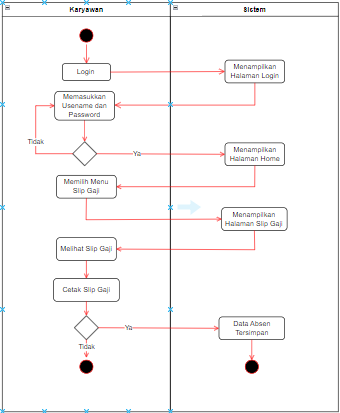 Karyawan
Sistem
Login
Menampilkan
Halaman Login
Memasukkan
Usename dan
Password
Tidak
Ya
Menampilkan
Halaman Home
Memilih Menu
Slip Gaji
Menampilkan
Halaman Slip Gaji
Melihat Slip Gaji
Cetak Slip Gaji
Ya
Data Absen
Tersimpan
Tidak